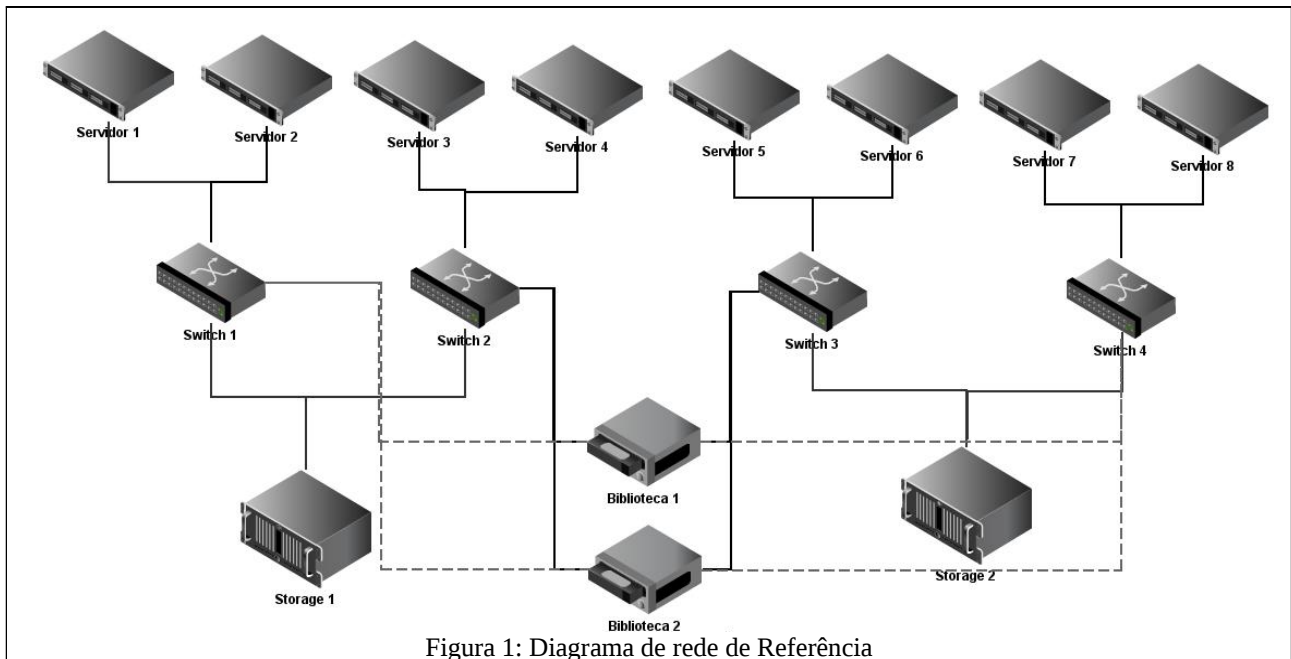 Servidor 1
Servidor 2
Servidor 3
Servidor 4
Servidor 5
Servidor 6
Servidor 7
Servidor 8
Switch 1
Switch 2
Switch 3
Switch 4
Biblioteca 1
Storage 1
Storage 2
Biblioteca 2
Figura 1: Diagrama de rede de Referência